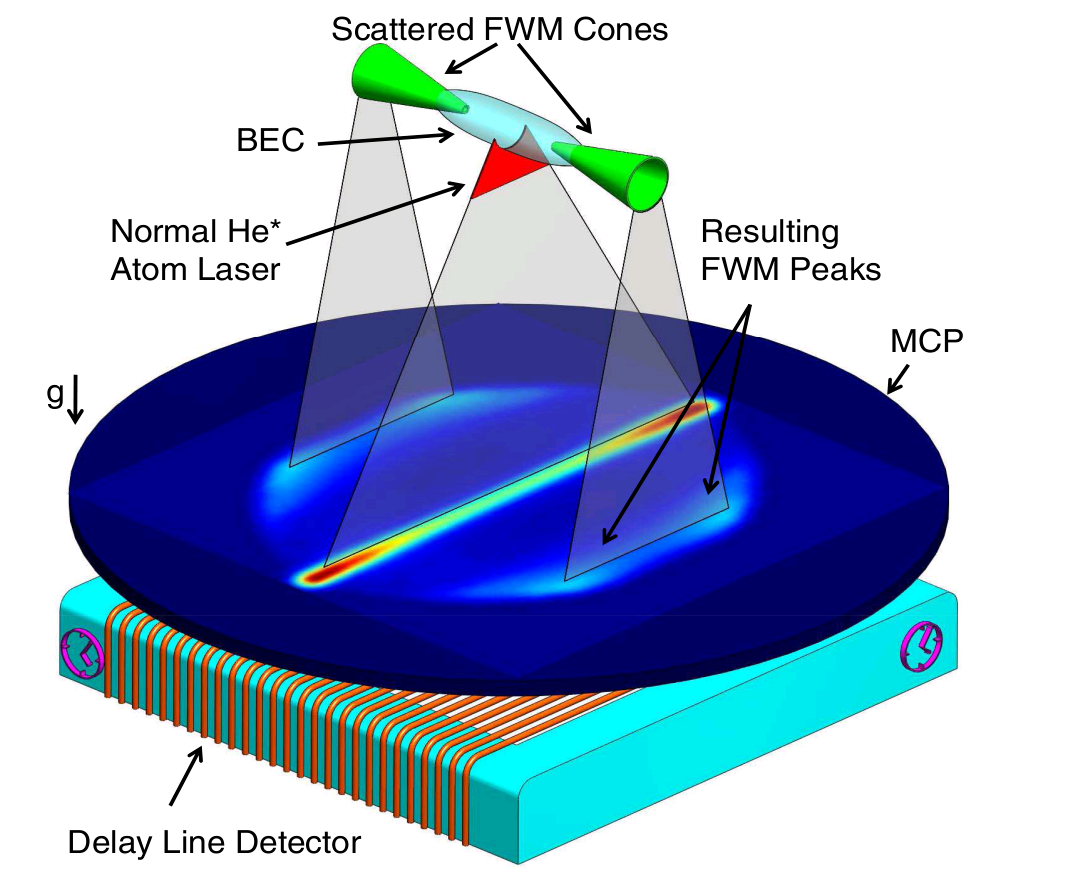 Scattered FWM Cones
BEC
Normal He*
Atom Laser
Resulting
FWM Peaks
MCP
g
Delay Line Detector